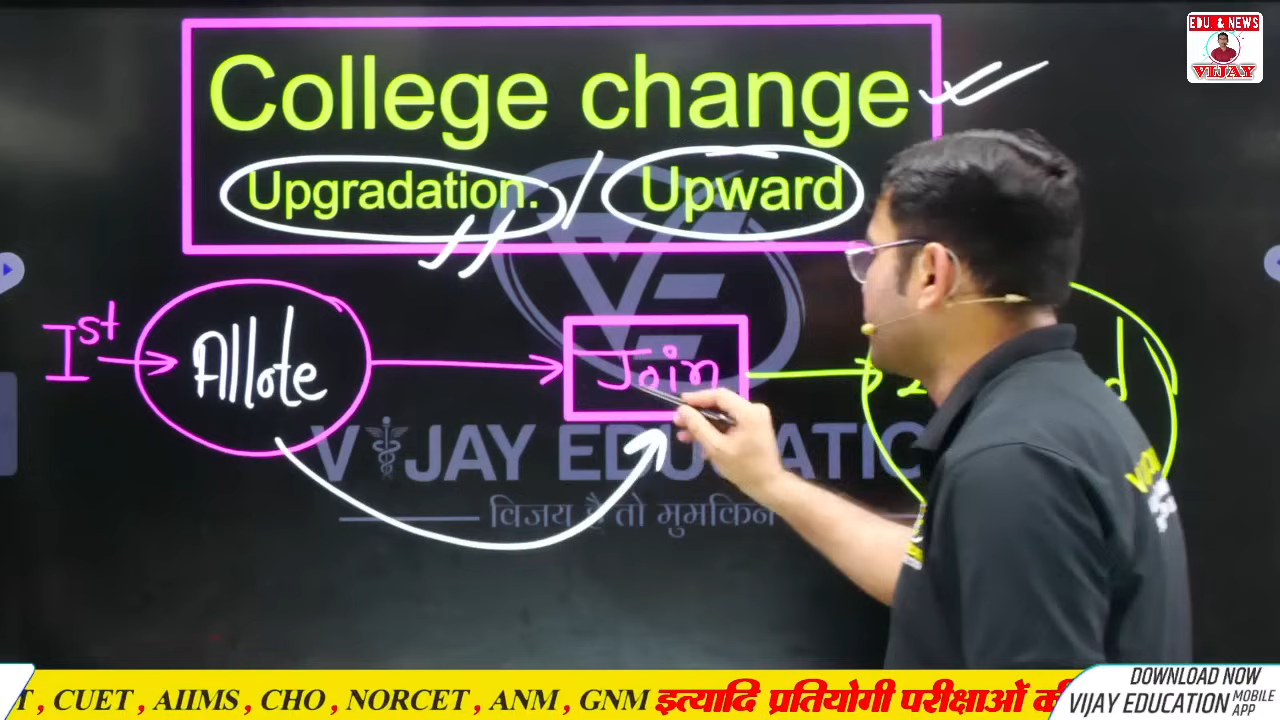 EDU. & NEWS
VIJAY
College change
Upgradation. / Upward
Ist
Allote
Join
VIJAY EDUCATIO
विजय है तो मुमकिन
T , CUET , AIIMS , CHO , NORCET , ANM , GNM इत्यादि प्रतियोगी परीक्षाओं की
DOWNLOAD NOW
VIJAY EDUCATION MOBILE APP